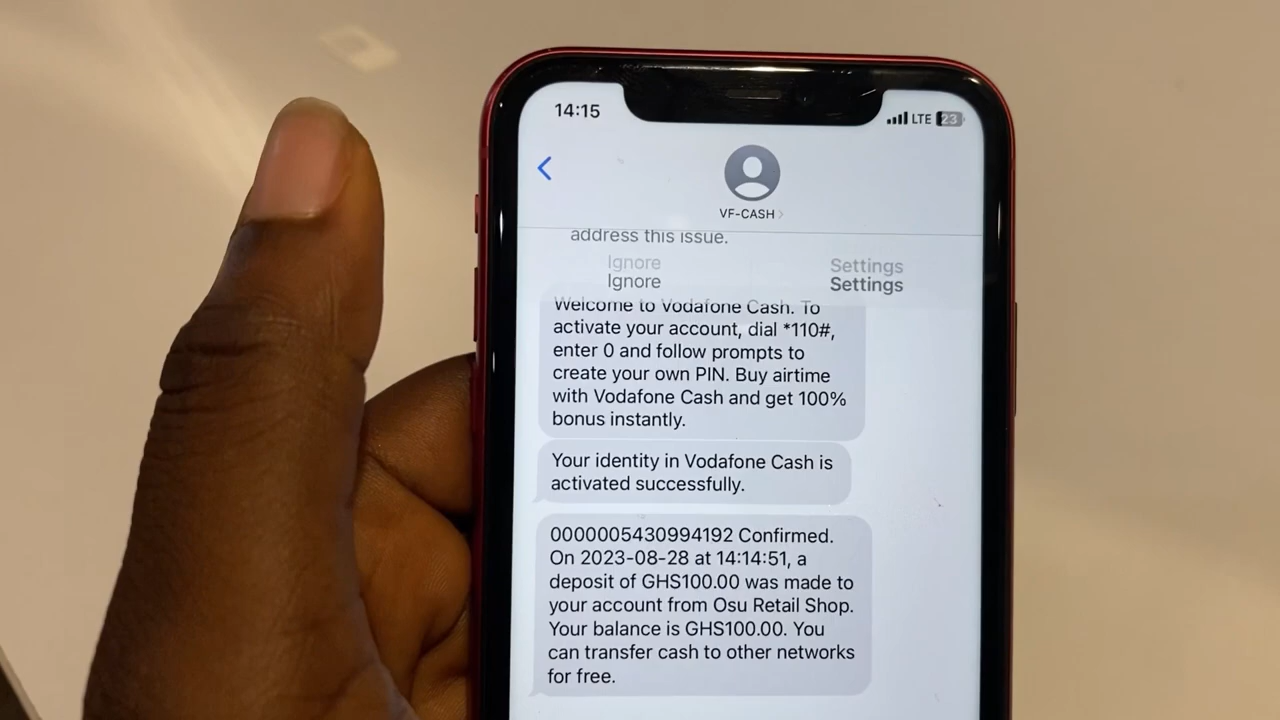 14:15
LTE 23
VF-CASH
address this issue.
Ignore Settings
Ignore Settings
Welcome to Vodafone Cash. To
activate your account, dial *110#,
enter 0 and follow prompts to
create your own PIN. Buy airtime
with Vodafone Cash and get 100%
bonus instantly.
Your identity in Vodafone Cash is
activated successfully.
0000005430994192 Confirmed.
On 2023-08-28 at 14:14:51, a
deposit of GHS100.00 was made to
your account from Osu Retail Shop.
Your balance is GHS100.00. You
can transfer cash to other networks
for free.